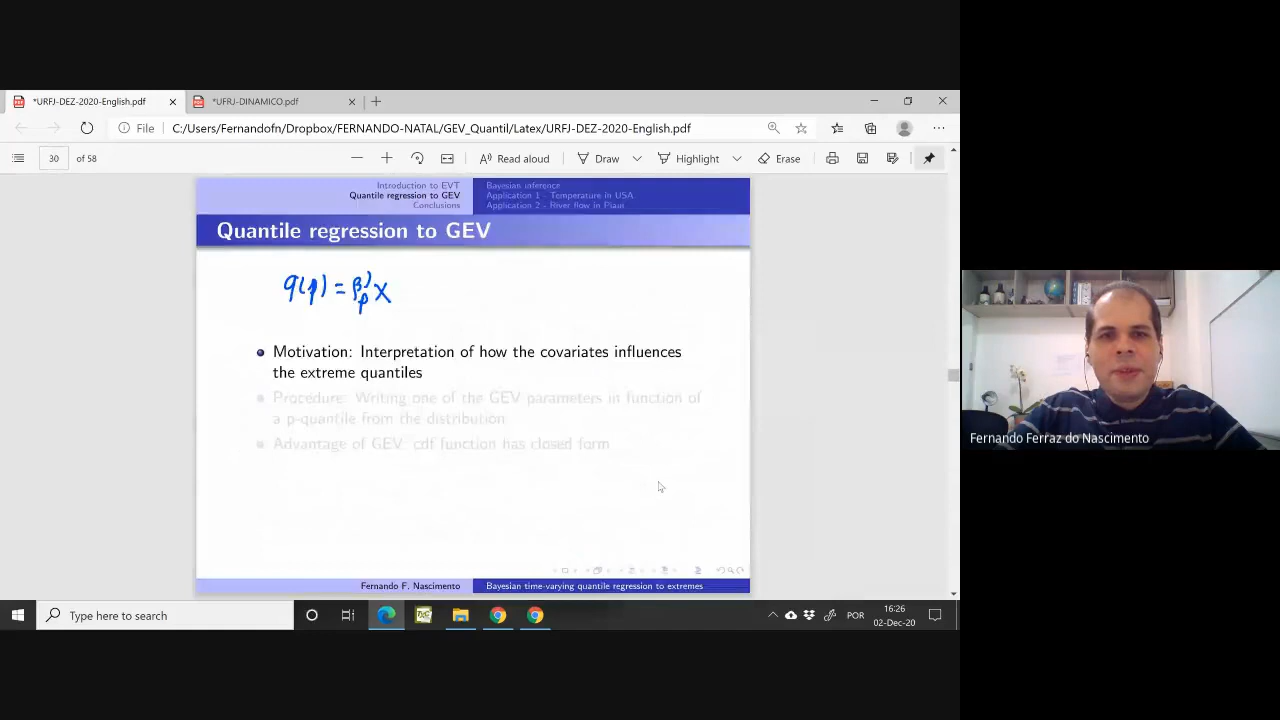 *URFJ-DEZ-2020-English.pdf
*UFRJ-DINAMICO.pdf
File C:/Users/Fernandofn/Dropbox/FERNANDO-NATAL/GEV_Quantil/Latex/URFJ-DEZ-2020-English.pdf
30 of 58 Read aloud Draw Highlight Erase
Introduction to EVT
Quantile regression to GEV
Conclusions
Bayesian inference
Application 1 - Temperature in USA
Application 2 - River flow in Piaui
Quantile regression to GEV
q(p) = β'ₚ X
Motivation: Interpretation of how the covariates influences
the extreme quantiles
Procedure: Writing one of the GEV parameters in function of
a p-quantile from the distribution
Advantage of GEV: cdf function has closed form
Fernando F. Nascimento Bayesian time-varying quantile regression to extremes
Fernando Ferraz do Nascimento
Type here to search
POR
16:26
02-Dec-20